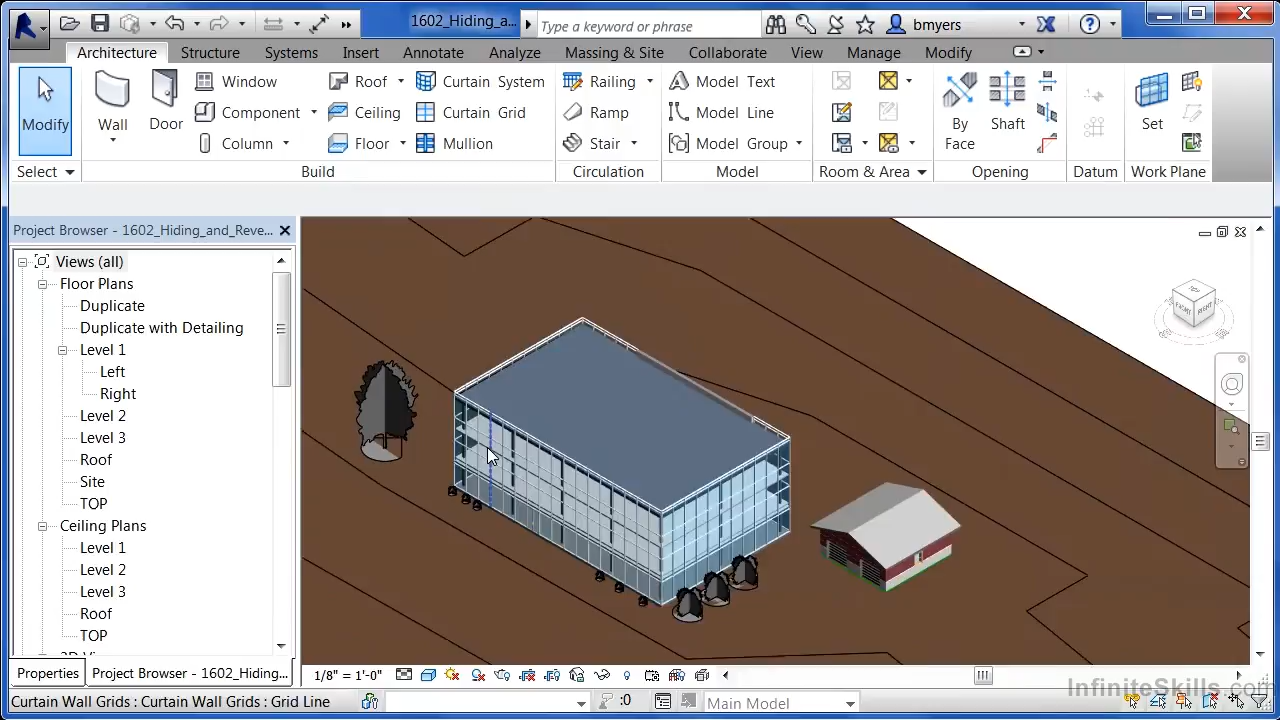 1602_Hiding_a...
Type a keyword or phrase
bmyers
Architecture Structure Systems Insert Annotate Analyze Massing & Site Collaborate View Manage Modify
Modify Wall Door Window Component Column Roof Ceiling Floor Curtain System Curtain Grid Mullion Railing Ramp Stair Model Text Model Line Model Group By Face Shaft Set
Select Build Circulation Model Room & Area Opening Datum Work Plane
Project Browser - 1602_Hiding_and_Reve...
Views (all)
Floor Plans
Duplicate
Duplicate with Detailing
Level 1
Left
Right
Level 2
Level 3
Roof
Site
TOP
Ceiling Plans
Level 1
Level 2
Level 3
Roof
TOP
TOP
FRONT RIGHT
Properties Project Browser - 1602_Hiding...
1/8" = 1'-0"
InfiniteSkills.com
Curtain Wall Grids : Curtain Wall Grids : Grid Line
:0
Main Model